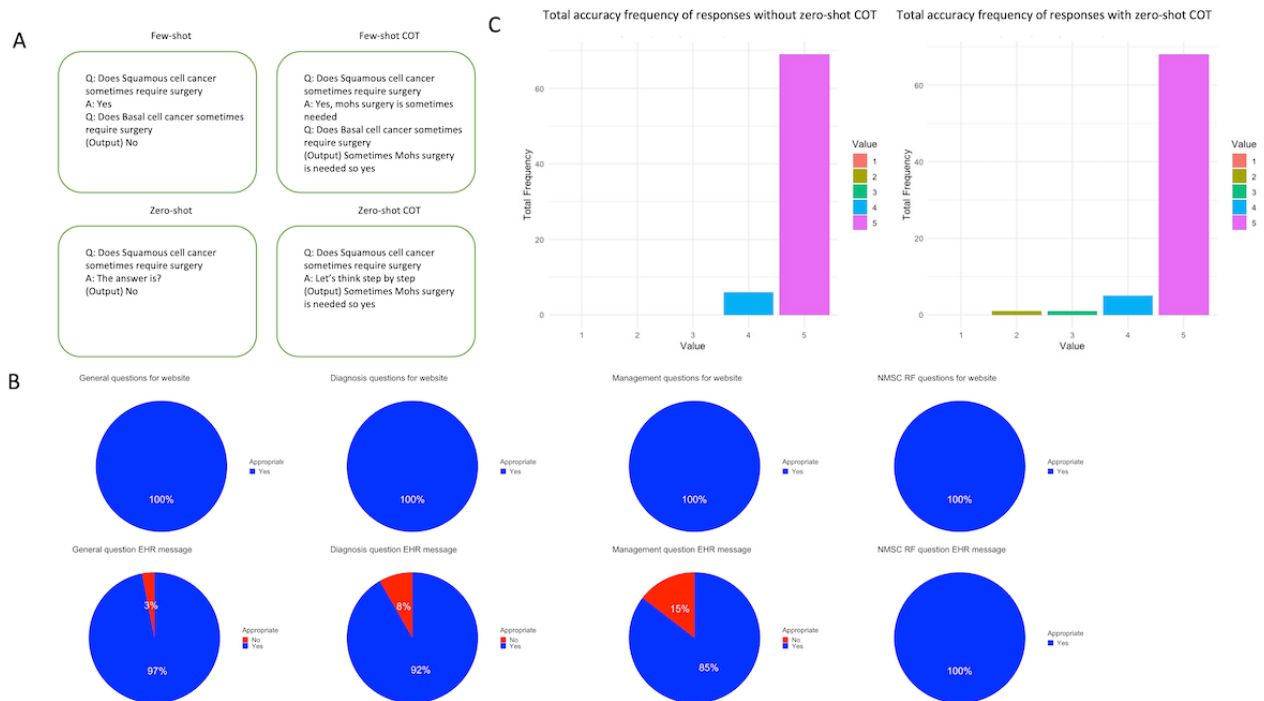 A
Few-shot
Q: Does Squamous cell cancer
sometimes require surgery
A: Yes
Q: Does Basal cell cancer sometimes
require surgery
(Output) No
Few-shot COT
Q: Does Squamous cell cancer
sometimes require surgery
A: Yes, mohs surgery is sometimes
needed
Q: Does Basal cell cancer sometimes
require surgery
(Output) Sometimes Mohs surgery
is needed so yes
Zero-shot
Q: Does Squamous cell cancer
sometimes require surgery
A: The answer is?
(Output) No
Zero-shot COT
Q: Does Squamous cell cancer
sometimes require surgery
A: Let's think step by step
(Output) Sometimes Mohs surgery
is needed so yes
C
Total accuracy frequency of responses without zero-shot COT
Total Frequency
60
40
20
0
1 2 3 4 5
Value
Value
1
2
3
4
5
Total accuracy frequency of responses with zero-shot COT
Total Frequency
60
40
20
0
1 2 3 4 5
Value
Value
1
2
3
4
5
B
General questions for website
100%
Appropriate
Yes
Diagnosis questions for website
100%
Appropriate
Yes
Management questions for website
100%
Appropriate
Yes
NMSC RF questions for website
100%
Appropriate
Yes
General question EHR message
3%
97%
Appropriate
No
Yes
Diagnosis question EHR message
8%
92%
Appropriate
No
Yes
Management question EHR message
15%
85%
Appropriate
No
Yes
NMSC RF question EHR message
100%
Appropriate
Yes